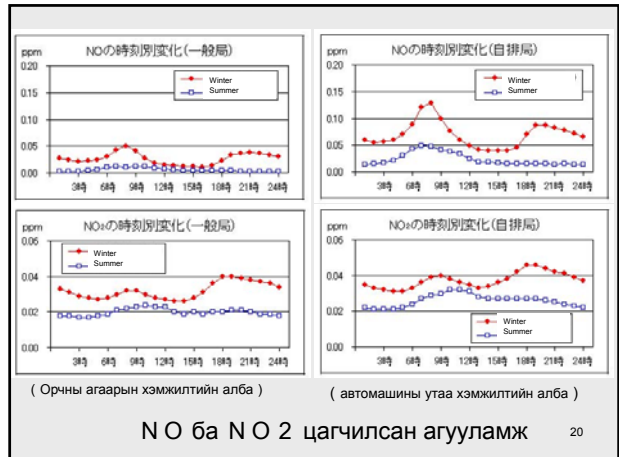 NOの時刻別変化(一般局)
ppm
0.20
0.15
0.10
0.05
0.00
Winter
Summer
3時 6時 9時 12時 15時 18時 21時 24時
NOの時刻別変化(自排局)
ppm
0.20
0.15
0.10
0.05
0.00
Winter
Summer
3時 6時 9時 12時 15時 18時 21時 24時
NO₂の時刻別変化(一般局)
ppm
0.06
0.04
0.02
0.00
Winter
Summer
3時 6時 9時 12時 15時 18時 21時 24時
NO₂の時刻別変化(自排局)
ppm
0.06
0.04
0.02
0.00
Winter
Summer
3時 6時 9時 12時 15時 18時 21時 24時
( Орчны агаарын хэмжилтийн алба )
( автомашины утаа хэмжилтийн алба )
N O ба N O 2 цагчилсан агууламж
20